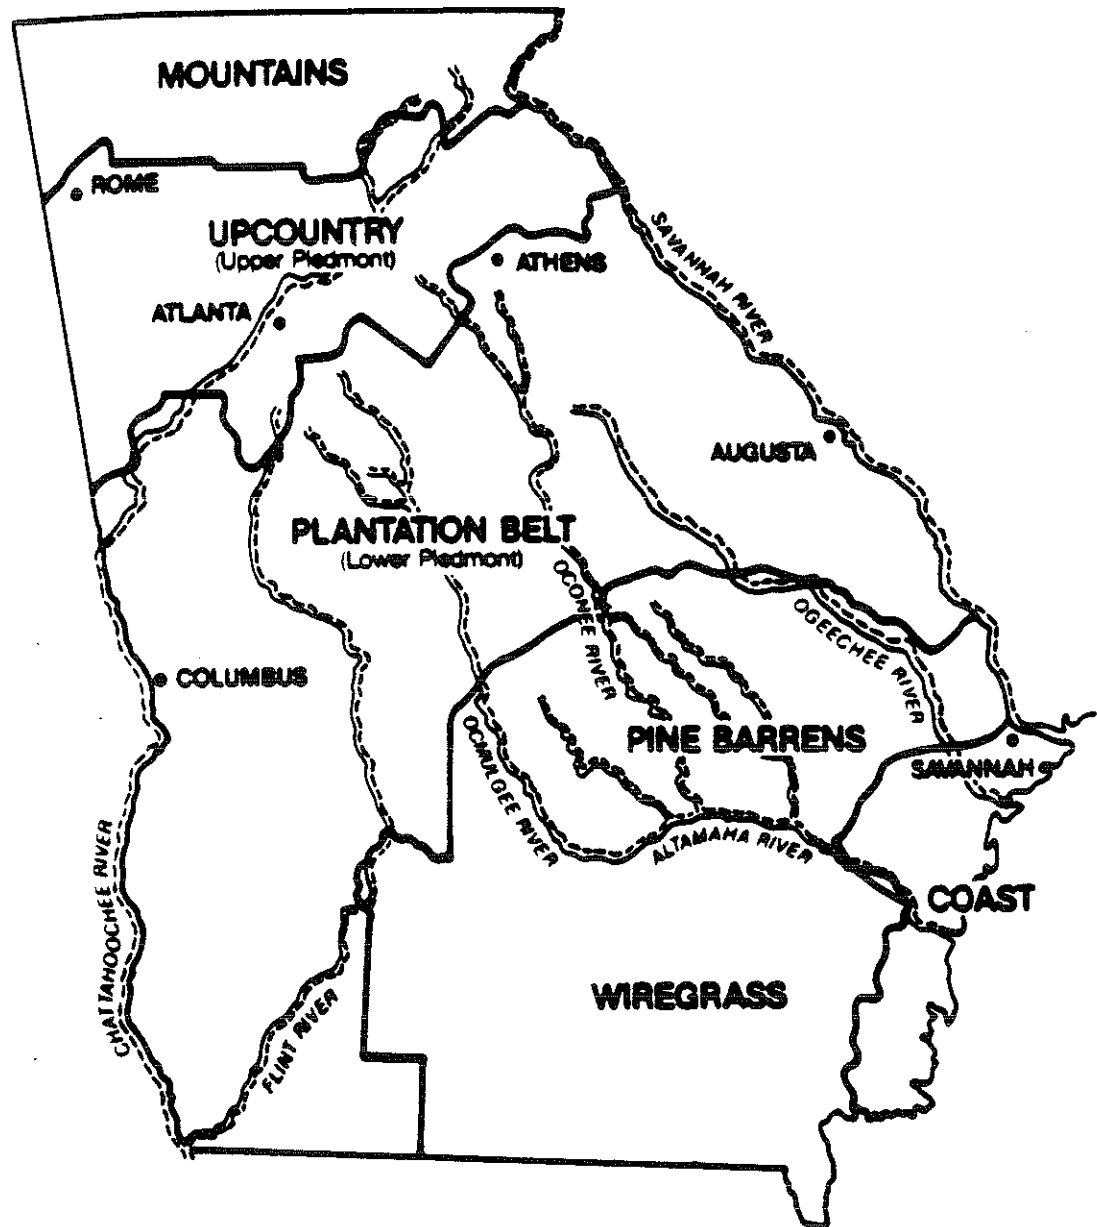 MOUNTAINS
ROME
UPCOUNTRY
(Upper Piedmont)
SAVANNAH RIVER
ATHENS
ATLANTA
AUGUSTA
PLANTATION BELT
(Lower Piedmont)
OCONEE RIVER
OGEECHEE RIVER
COLUMBUS
PINE BARRENS
OCMULGEE RIVER
SAVANNAH
ALTAMAHA RIVER
CHATTAHOOCHEE RIVER
COAST
WIREGRASS
FLINT RIVER